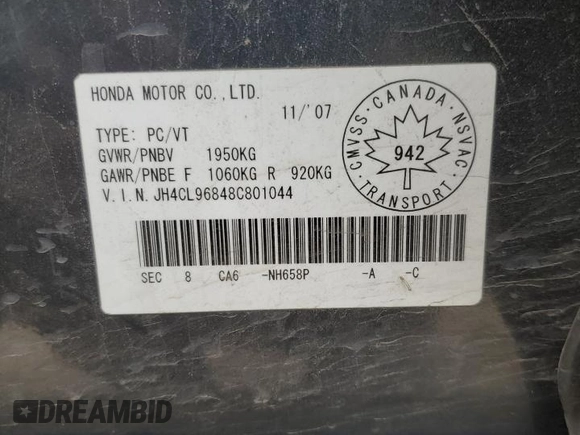 HONDA MOTOR CO., LTD.
11/'07
TYPE: PC/VT
GVWR/PNBV 1950KG
GAWR/PNBE F 1060KG R 920KG
V.I.N. JH4CL96848C801044
CMVSS · CANADA · NSVAC
942
TRANSPORT
SEC 8 CA6 -NH658P -A -C
DREAMBID